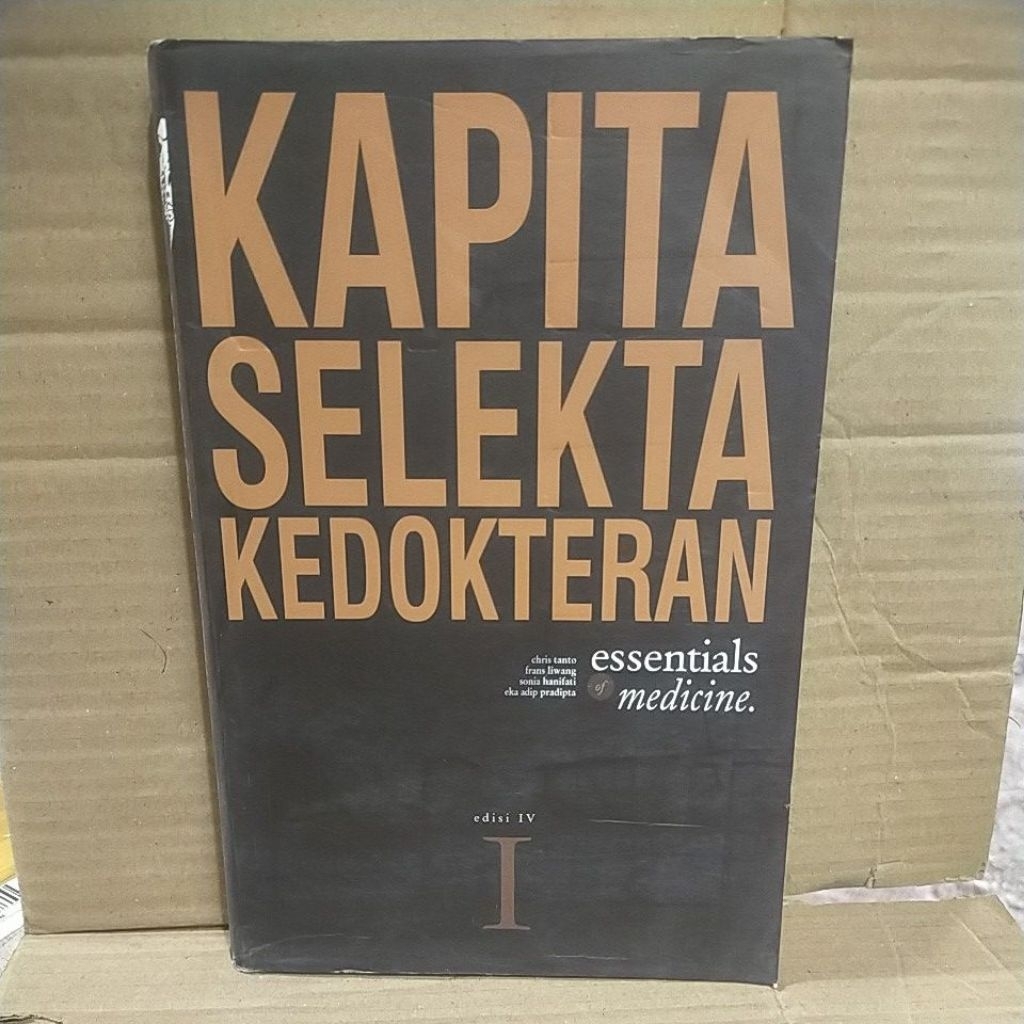 KAPITA
SELEKTA
KEDOKTERAN
chris tanto
frans liwang
sonia hanifati
eka adip pradipta
essentials
of
medicine.
edisi IV
I